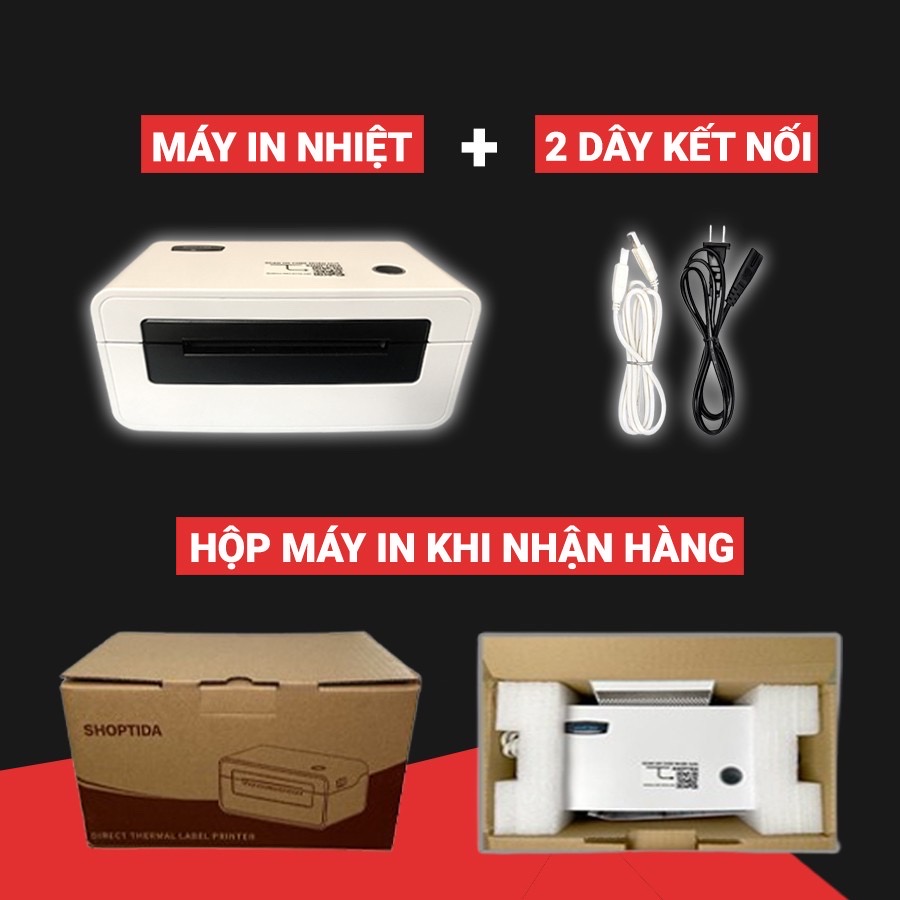 MÁY IN NHIỆT + 2 DÂY KẾT NỐI
HỘP MÁY IN KHI NHẬN HÀNG
SHOPTIDA
DIRECT THERMAL LABEL PRINTER